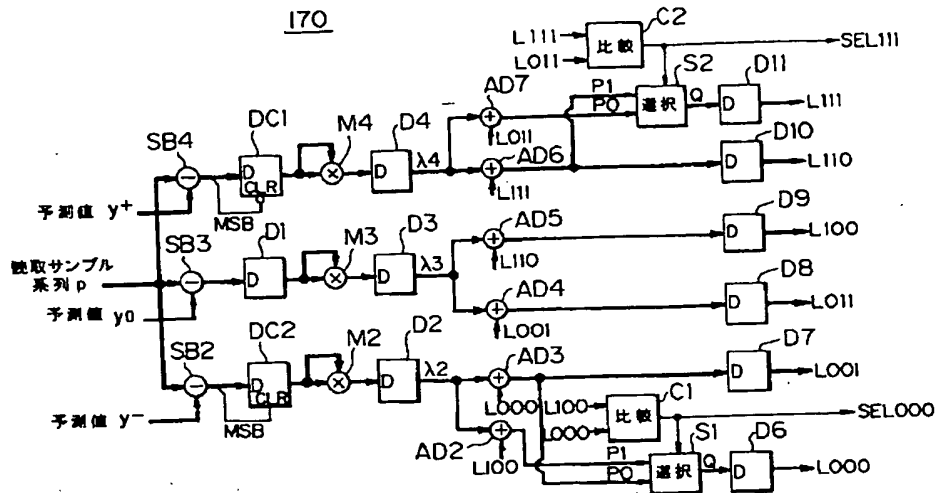 170
C2
L111
L011
比較
SEL111
S2
D11
AD7
P1
P0
選択
Q
D
L111
L011
D10
SB4
DC1
M4
D4
λ4
AD6
D
L110
D
CLR
D
L111
予測値 y+
MSB
D9
SB3
D1
M3
D3
AD5
D
L100
読取サンプル
系列 p
D
D
λ3
L110
D8
AD4
D
L011
予測値 y0
L001
SB2
DC2
M2
D2
D7
AD3
D
L001
D
CLR
D
λ2
C1
L000
L100
L000
比較
SEL000
予測値 y-
MSB
AD2
L100
S1
D6
P1
P0
選択
Q
D
L000